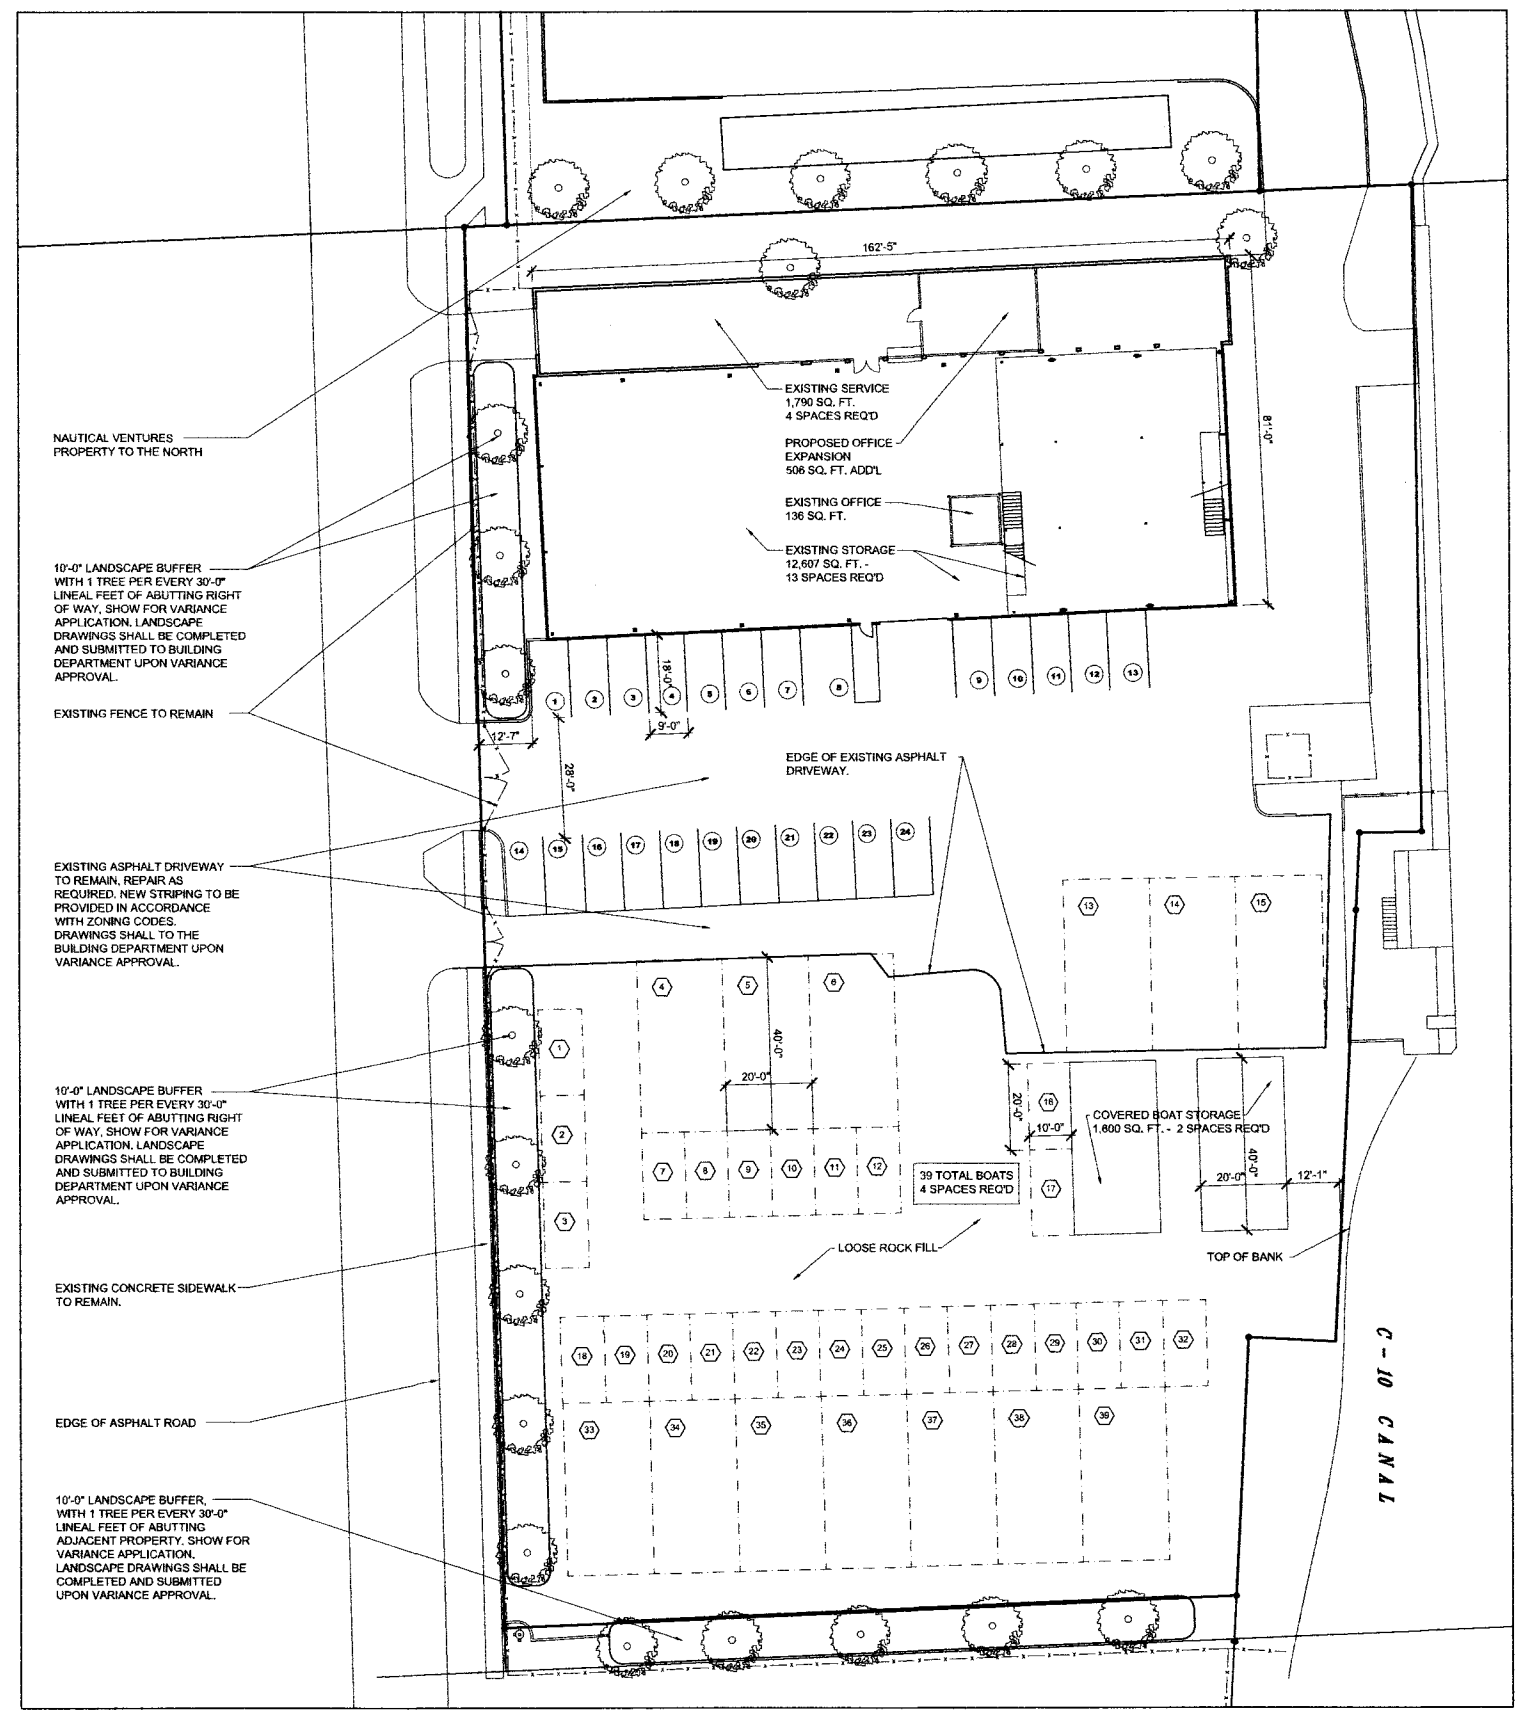 162'-5"
EXISTING SERVICE
1,790 SQ. FT.
4 SPACES REQ'D
81'-0"
NAUTICAL VENTURES
PROPERTY TO THE NORTH
PROPOSED OFFICE
EXPANSION
506 SQ. FT. ADD'L
EXISTING OFFICE
136 SQ. FT.
EXISTING STORAGE
12,607 SQ. FT. -
13 SPACES REQ'D
10'-0" LANDSCAPE BUFFER
WITH 1 TREE PER EVERY 30'-0"
LINEAL FEET OF ABUTTING RIGHT
OF WAY, SHOW FOR VARIANCE
APPLICATION. LANDSCAPE
DRAWINGS SHALL BE COMPLETED
AND SUBMITTED TO BUILDING
DEPARTMENT UPON VARIANCE
APPROVAL.
18'-0"
1 2 3 4 5 6 7 8 9 10 11 12 13
EXISTING FENCE TO REMAIN
9'-0"
12'-7"
28'-0"
EDGE OF EXISTING ASPHALT
DRIVEWAY.
14 15 16 17 18 19 20 21 22 23 24
EXISTING ASPHALT DRIVEWAY
TO REMAIN, REPAIR AS
REQUIRED. NEW STRIPING TO BE
PROVIDED IN ACCORDANCE
WITH ZONING CODES.
DRAWINGS SHALL TO THE
BUILDING DEPARTMENT UPON
VARIANCE APPROVAL.
13 14 15
4 5 6
1
40'-0"
20'-0"
20'-0"
16
10'-0"
COVERED BOAT STORAGE
1,600 SQ. FT. - 2 SPACES REQ'D
10'-0" LANDSCAPE BUFFER
WITH 1 TREE PER EVERY 30'-0"
LINEAL FEET OF ABUTTING RIGHT
OF WAY, SHOW FOR VARIANCE
APPLICATION. LANDSCAPE
DRAWINGS SHALL BE COMPLETED
AND SUBMITTED TO BUILDING
DEPARTMENT UPON VARIANCE
APPROVAL.
2
7 8 9 10 11 12
39 TOTAL BOATS
4 SPACES REQ'D
17
40'-0"
20'-0"
12'-1"
3
LOOSE ROCK FILL
TOP OF BANK
EXISTING CONCRETE SIDEWALK
TO REMAIN.
18 19 20 21 22 23 24 25 26 27 28 29 30 31 32
C-10 CANAL
EDGE OF ASPHALT ROAD
33 34 35 36 37 38 39
10'-0" LANDSCAPE BUFFER,
WITH 1 TREE PER EVERY 30'-0"
LINEAL FEET OF ABUTTING
ADJACENT PROPERTY. SHOW FOR
VARIANCE APPLICATION.
LANDSCAPE DRAWINGS SHALL BE
COMPLETED AND SUBMITTED
UPON VARIANCE APPROVAL.